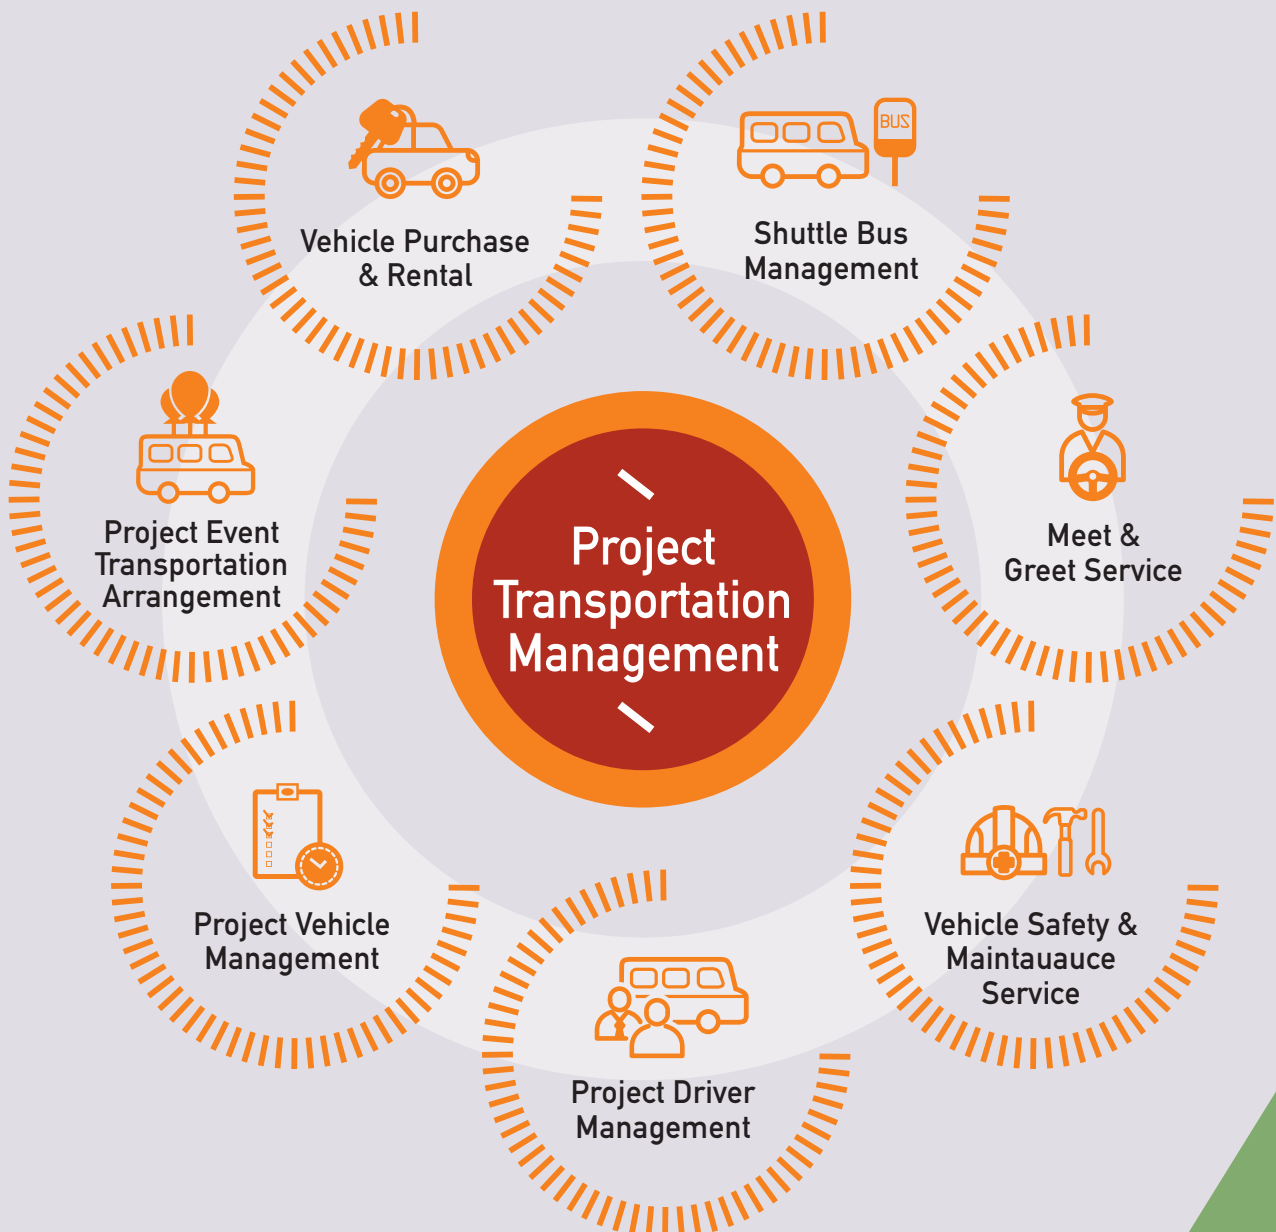 Vehicle Purchase
& Rental
BUS
Shuttle Bus
Management
Project Event
Transportation
Arrangement
Meet &
Greet Service
Project
Transportation
Management
Project Vehicle
Management
Vehicle Safety &
Maintauauce
Service
Project Driver
Management